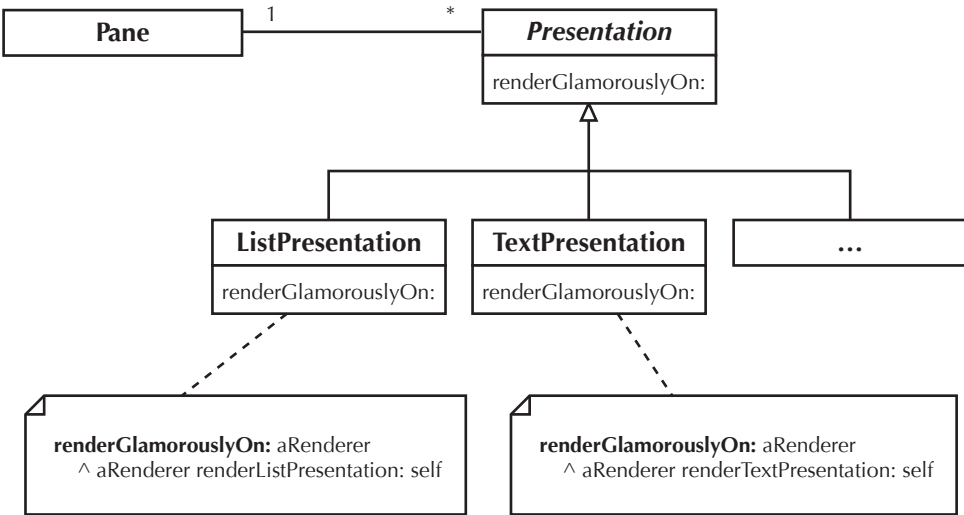 Pane
1
*
Presentation
renderGlamorouslyOn:
ListPresentation
renderGlamorouslyOn:
TextPresentation
renderGlamorouslyOn:
...
renderGlamorouslyOn: aRenderer
^ aRenderer renderListPresentation: self
renderGlamorouslyOn: aRenderer
^ aRenderer renderTextPresentation: self